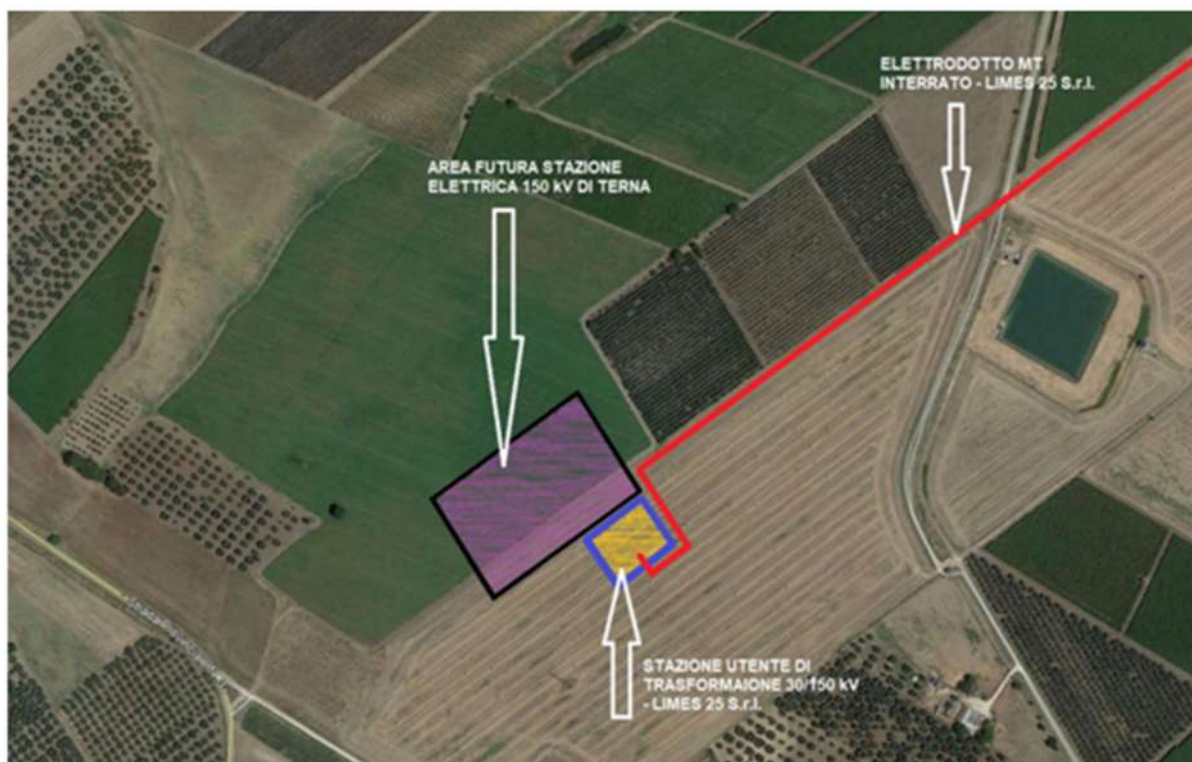 ELETTRODOTTO MT
INTERRATO - LIMES 25 S.r.l.
AREA FUTURA STAZIONE
ELETTRICA 150 kV DI TERNA
STAZIONE UTENTE DI
TRASFORMAIONE 30/150 kV
- LIMES 25 S.r.l.